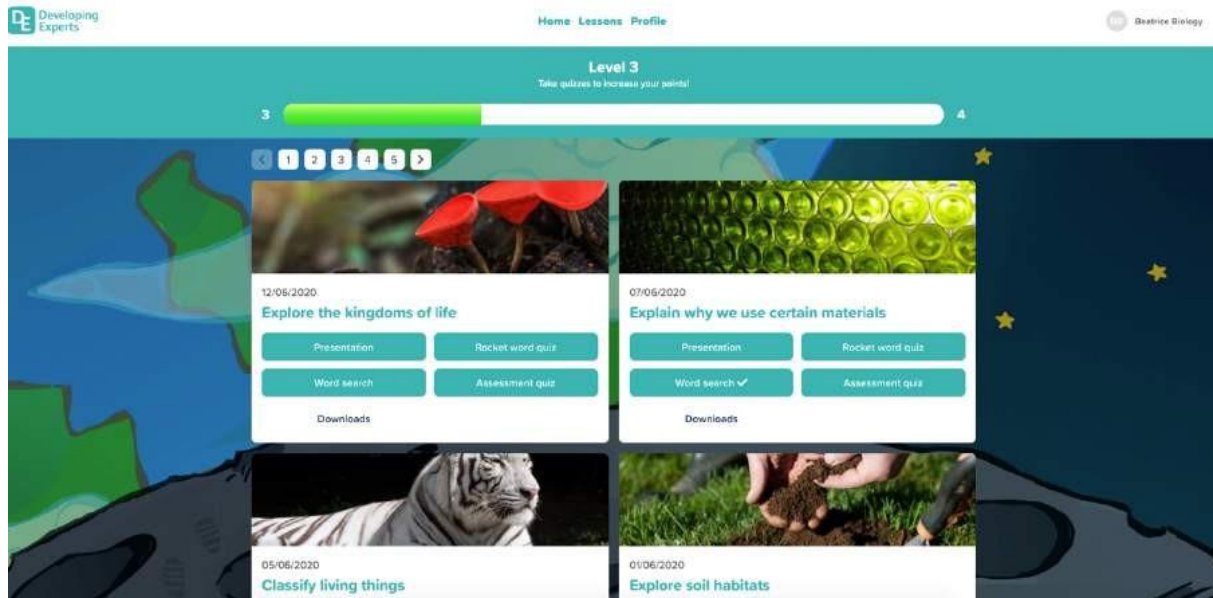 Developing
Experts
Home Lessons Profile
Beatrice Biology
Level 3
Take quizzes to increase your points!
3
4
1 2 3 4 5
12/06/2020
Explore the kingdoms of life
Presentation
Rocket word quiz
Word search
Assessment quiz
Downloads
07/06/2020
Explain why we use certain materials
Presentation
Rocket word quiz
Word search
Assessment quiz
Downloads
05/06/2020
Classify living things
01/06/2020
Explore soil habitats